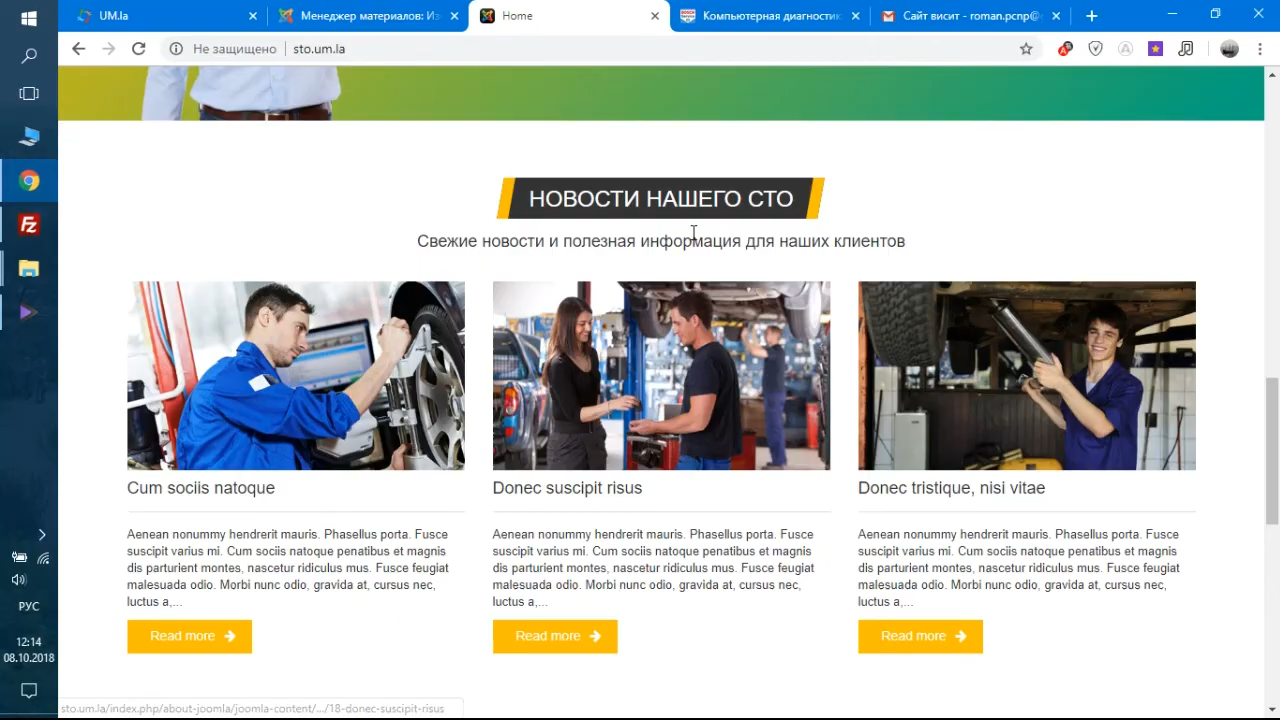 UM.la
Менеджер материалов: Из
Home
Компьютерная диагностик
Сайт висит - roman.pcnp@
Не защищено
sto.um.la
НОВОСТИ НАШЕГО СТО
Свежие новости и полезная информация для наших клиентов
Cum sociis natoque
Aenean nonummy hendrerit mauris. Phasellus porta. Fusce
suscipit varius mi. Cum sociis natoque penatibus et magnis
dis parturient montes, nascetur ridiculus mus. Fusce feugiat
malesuada odio. Morbi nunc odio, gravida at, cursus nec,
luctus a,...
Read more
Donec suscipit risus
Aenean nonummy hendrerit mauris. Phasellus porta. Fusce
suscipit varius mi. Cum sociis natoque penatibus et magnis
dis parturient montes, nascetur ridiculus mus. Fusce feugiat
malesuada odio. Morbi nunc odio, gravida at, cursus nec,
luctus a,...
Read more
Donec tristique, nisi vitae
Aenean nonummy hendrerit mauris. Phasellus porta. Fusce
suscipit varius mi. Cum sociis natoque penatibus et magnis
dis parturient montes, nascetur ridiculus mus. Fusce feugiat
malesuada odio. Morbi nunc odio, gravida at, cursus nec,
luctus a,...
Read more
РУС
12:14
08.10.2018
sto.um.la/index.php/about-joomla/joomla-content/.../18-donec-suscipit-risus